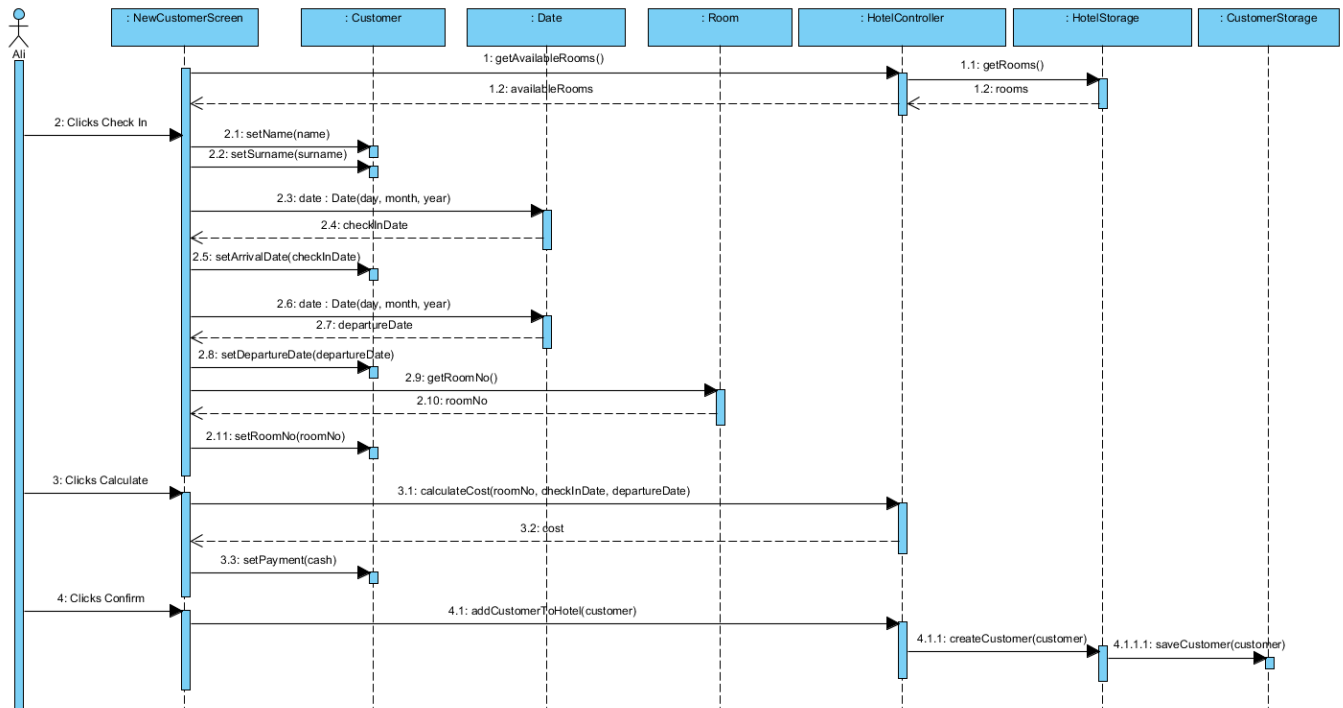 : NewCustomerScreen
: Customer
: Date
: Room
: HotelController
: HotelStorage
: CustomerStorage
Ali
1: getAvailableRooms()
1.1: getRooms()
1.2: availableRooms
1.2: rooms
2: Clicks Check In
2.1: setName(name)
2.2: setSurname(surname)
2.3: date : Date(day, month, year)
2.4: checkInDate
2.5: setArrivalDate(checkInDate)
2.6: date : Date(day, month, year)
2.7: departureDate
2.8: setDepartureDate(departureDate)
2.9: getRoomNo()
2.10: roomNo
2.11: setRoomNo(roomNo)
3: Clicks Calculate
3.1: calculateCost(roomNo, checkInDate, departureDate)
3.2: cost
3.3: setPayment(cash)
4: Clicks Confirm
4.1: addCustomerToHotel(customer)
4.1.1: createCustomer(customer)
4.1.1.1: saveCustomer(customer)